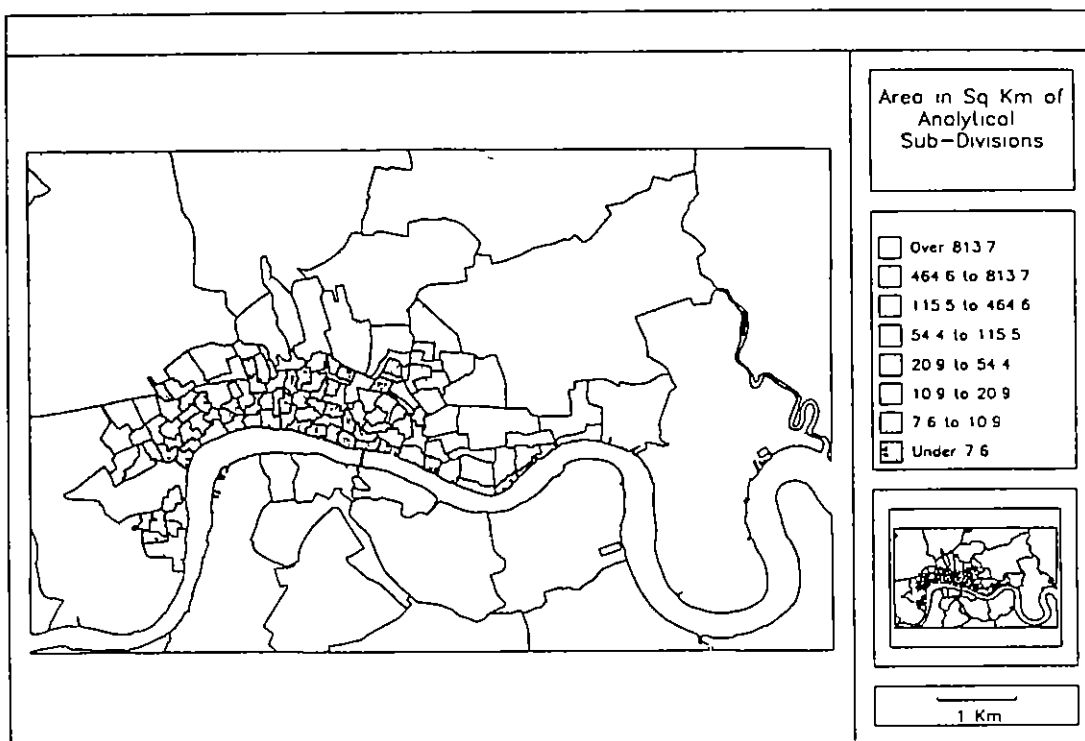 Area in Sq Km of
Analytical
Sub-Divisions
Over 813 7
464 6 to 813 7
115 5 to 464 6
54 4 to 115 5
20 9 to 54 4
10 9 to 20 9
7 6 to 10 9
Under 7 6
1 Km